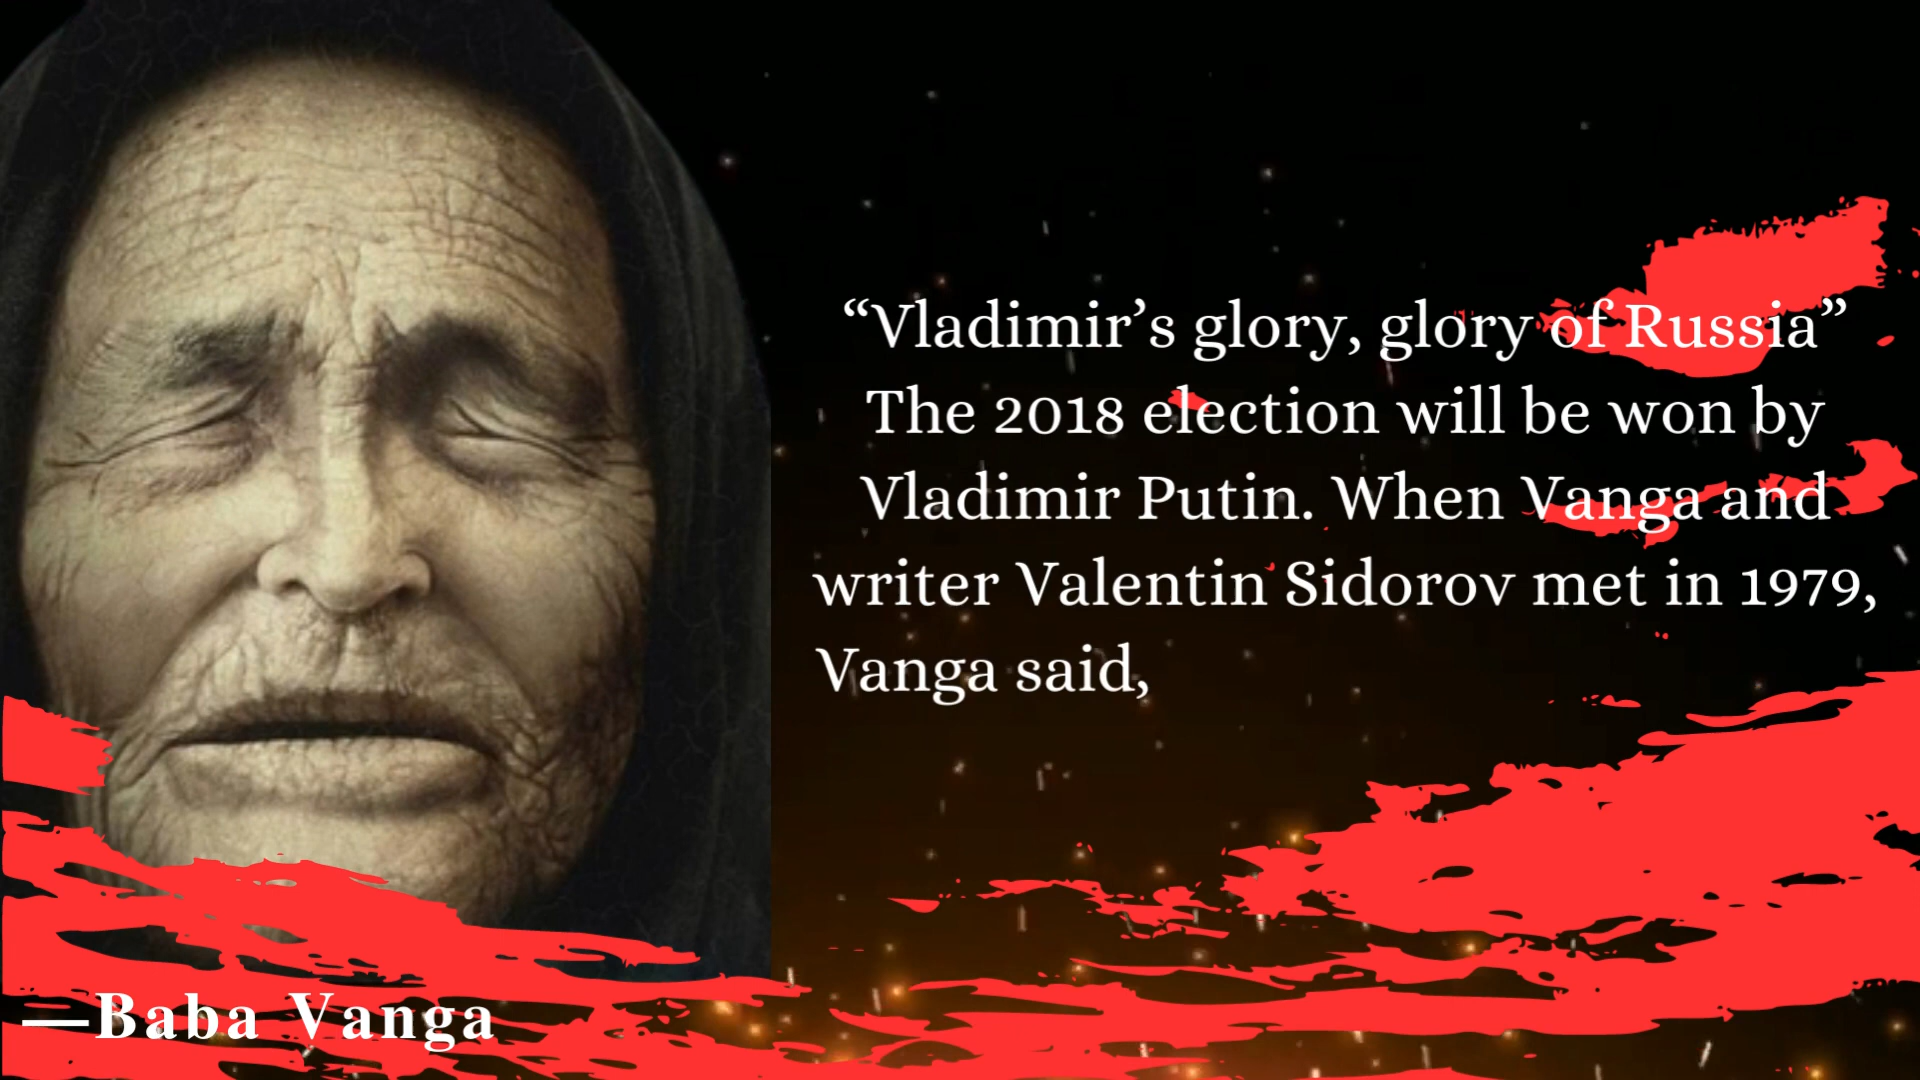 “Vladimir’s glory, glory of Russia”
The 2018 election will be won by
Vladimir Putin. When Vanga and
writer Valentin Sidorov met in 1979,
Vanga said,
—Baba Vanga